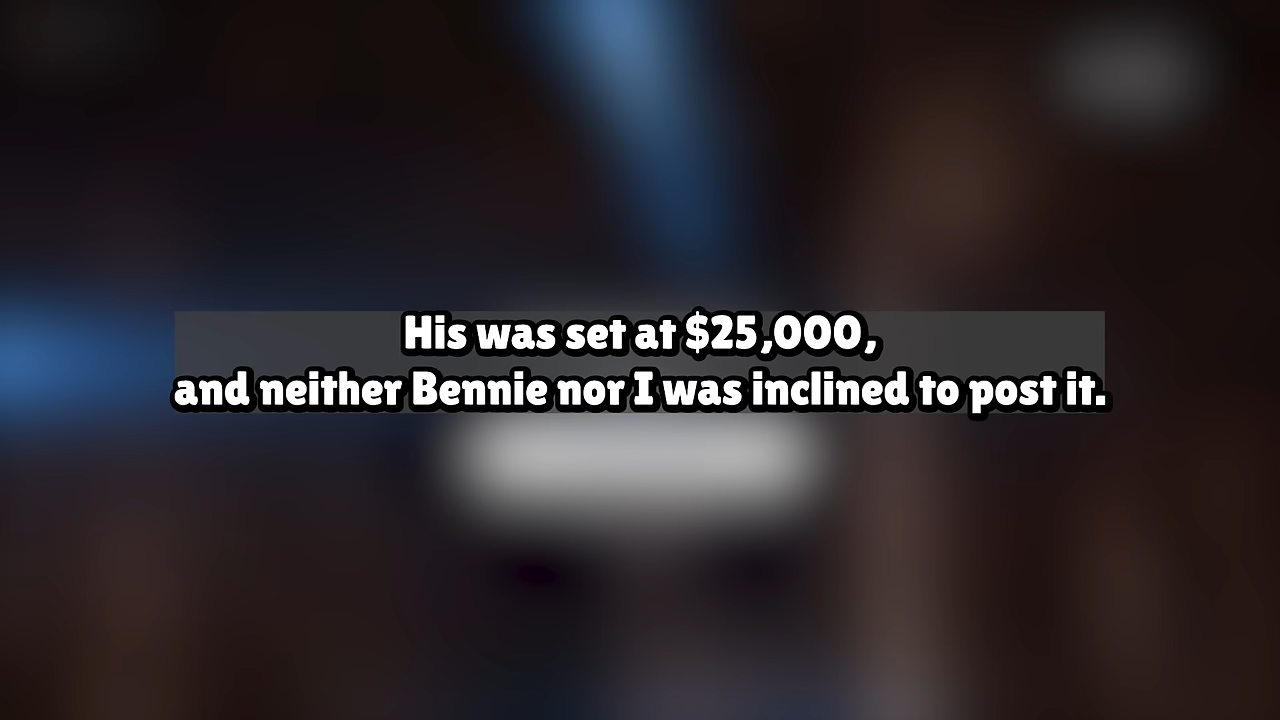 His was set at $25,000,
and neither Bennie nor I was inclined to post it.